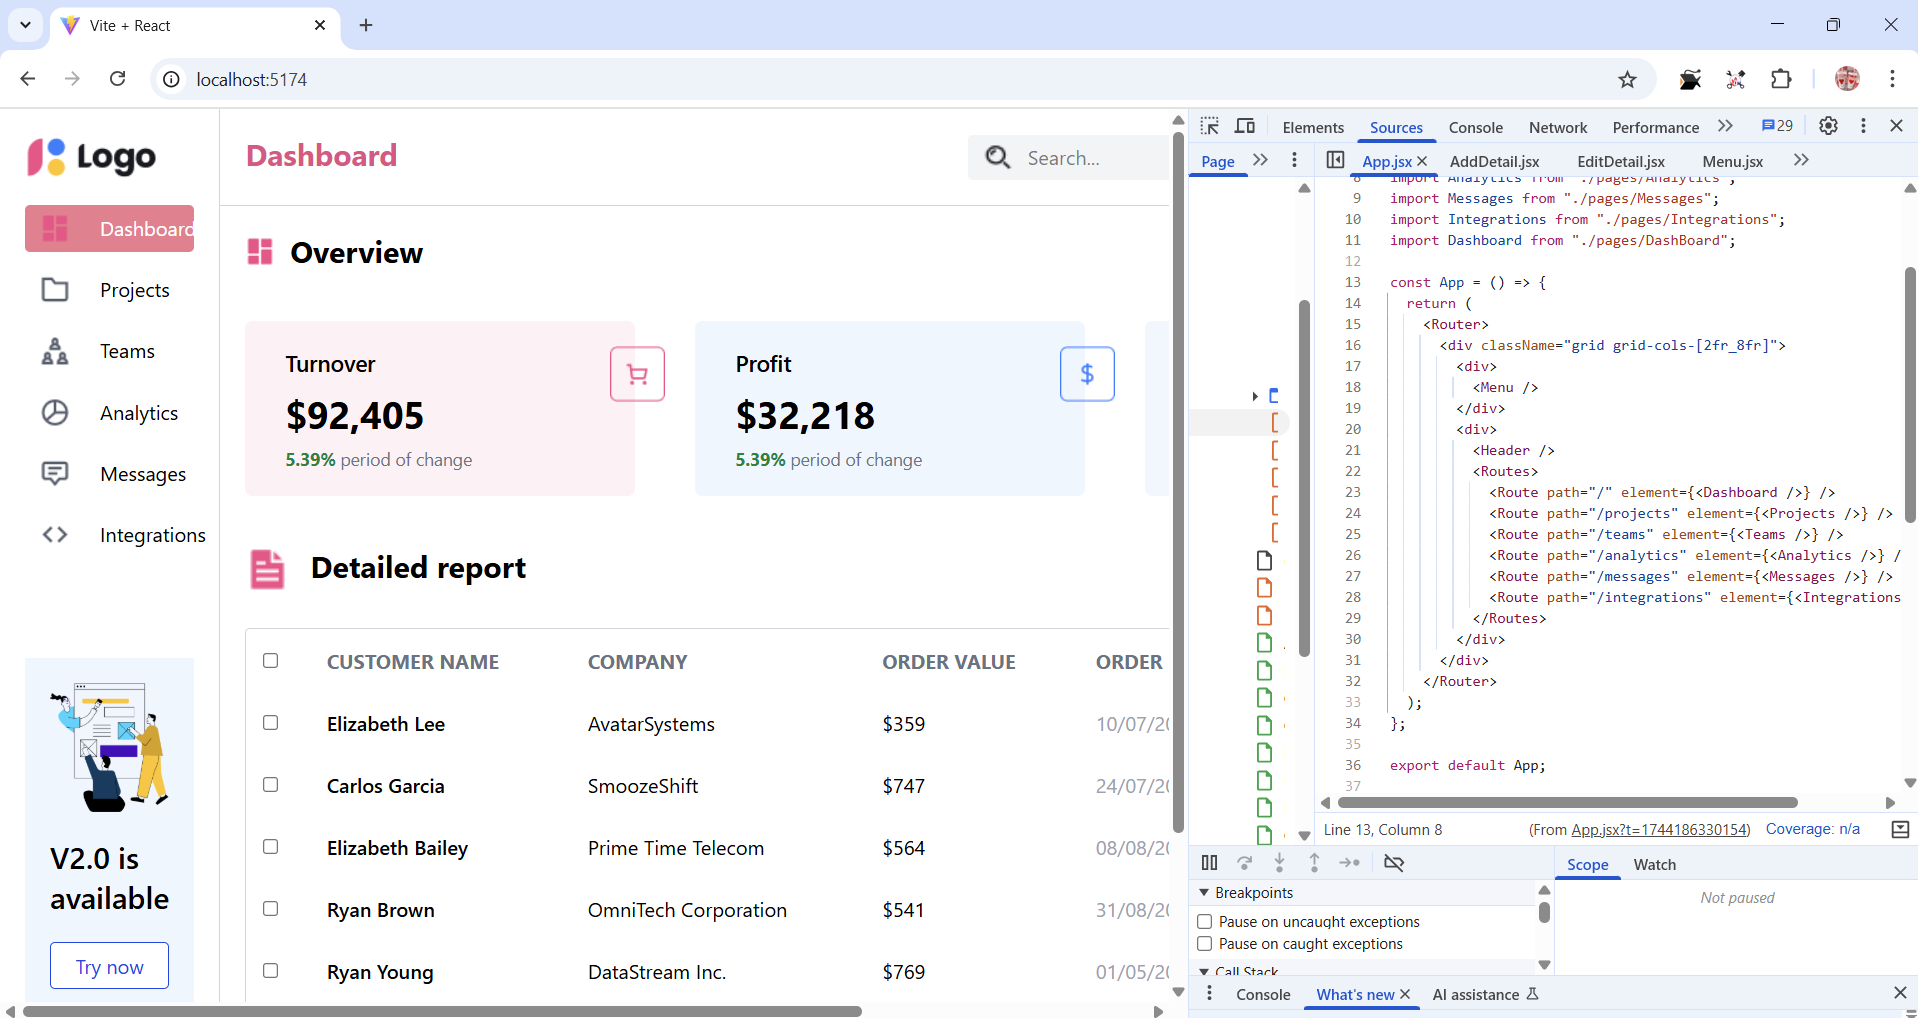 Vite + React
localhost:5174
Logo
Dashboard
Projects
Teams
Analytics
Messages
Integrations
V2.0 is
available
Try now
Dashboard
Search...
Overview
Turnover
$92,405
5.39% period of change
Profit
$
$32,218
5.39% period of change
Detailed report
CUSTOMER NAME COMPANY ORDER VALUE ORDER
Elizabeth Lee AvatarSystems $359 10/07/20
Carlos Garcia SmoozeShift $747 24/07/20
Elizabeth Bailey Prime Time Telecom $564 08/08/20
Ryan Brown OmniTech Corporation $541 31/08/20
Ryan Young DataStream Inc. $769 01/05/20
Elements Sources Console Network Performance 29
Page App.jsx AddDetail.jsx EditDetail.jsx Menu.jsx
8 import Analytics from "./pages/Analytics";
9 import Messages from "./pages/Messages";
10 import Integrations from "./pages/Integrations";
11 import Dashboard from "./pages/DashBoard";
12
13 const App = () => {
14 return (
15 <Router>
16 <div className="grid grid-cols-[2fr_8fr]">
17 <div>
18 <Menu />
19 </div>
20 <div>
21 <Header />
22 <Routes>
23 <Route path="/" element={<Dashboard />} />
24 <Route path="/projects" element={<Projects />} />
25 <Route path="/teams" element={<Teams />} />
26 <Route path="/analytics" element={<Analytics />} /
27 <Route path="/messages" element={<Messages />} />
28 <Route path="/integrations" element={<Integrations
29 </Routes>
30 </div>
31 </div>
32 </Router>
33 );
34 };
35
36 export default App;
37
Line 13, Column 8 (From App.jsx?t=1744186330154) Coverage: n/a
Scope Watch
Not paused
Breakpoints
Pause on uncaught exceptions
Pause on caught exceptions
Call Stack
Console What's new AI assistance